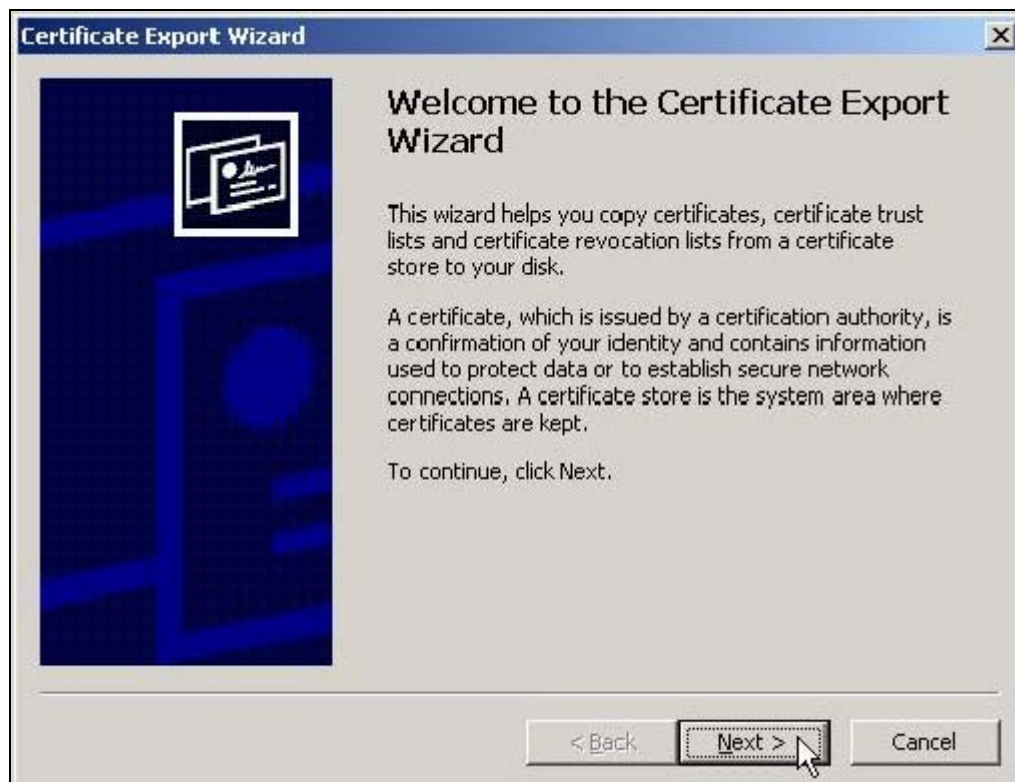 Certificate Export Wizard
Welcome to the Certificate Export
Wizard
This wizard helps you copy certificates, certificate trust
lists and certificate revocation lists from a certificate
store to your disk.
A certificate, which is issued by a certification authority, is
a confirmation of your identity and contains information
used to protect data or to establish secure network
connections. A certificate store is the system area where
certificates are kept.
To continue, click Next.
< Back Next > Cancel